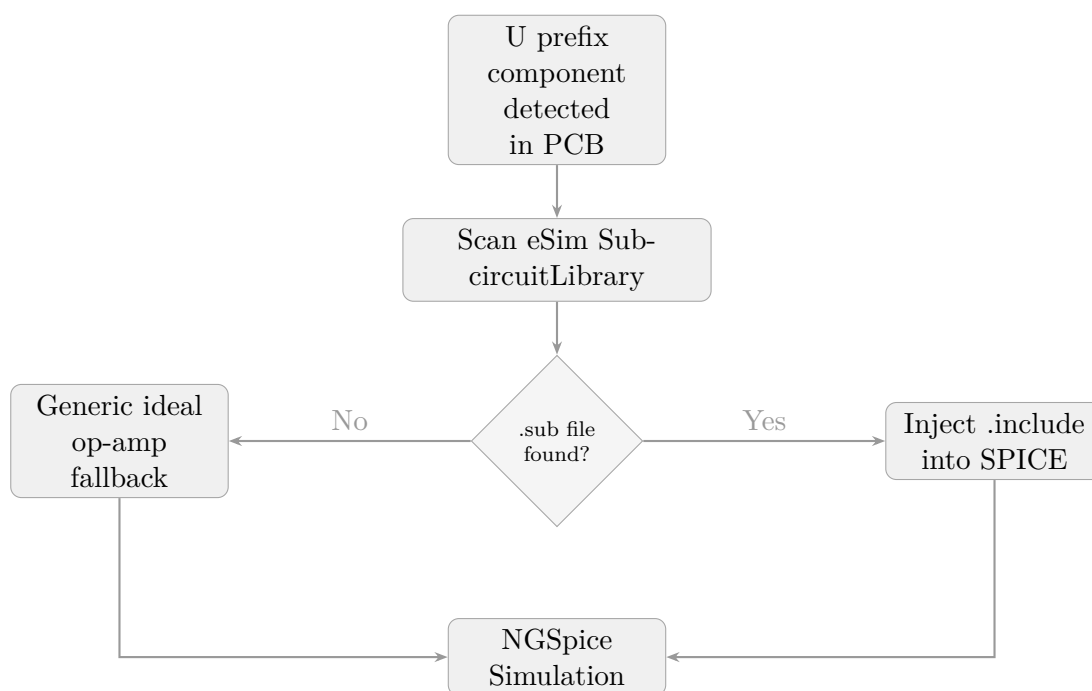 U prefix
component
detected
in PCB
Scan eSim Sub-
circuitLibrary
Generic ideal
op-amp
fallback
No
.sub file
found?
Yes
Inject .include
into SPICE
NGSpice
Simulation